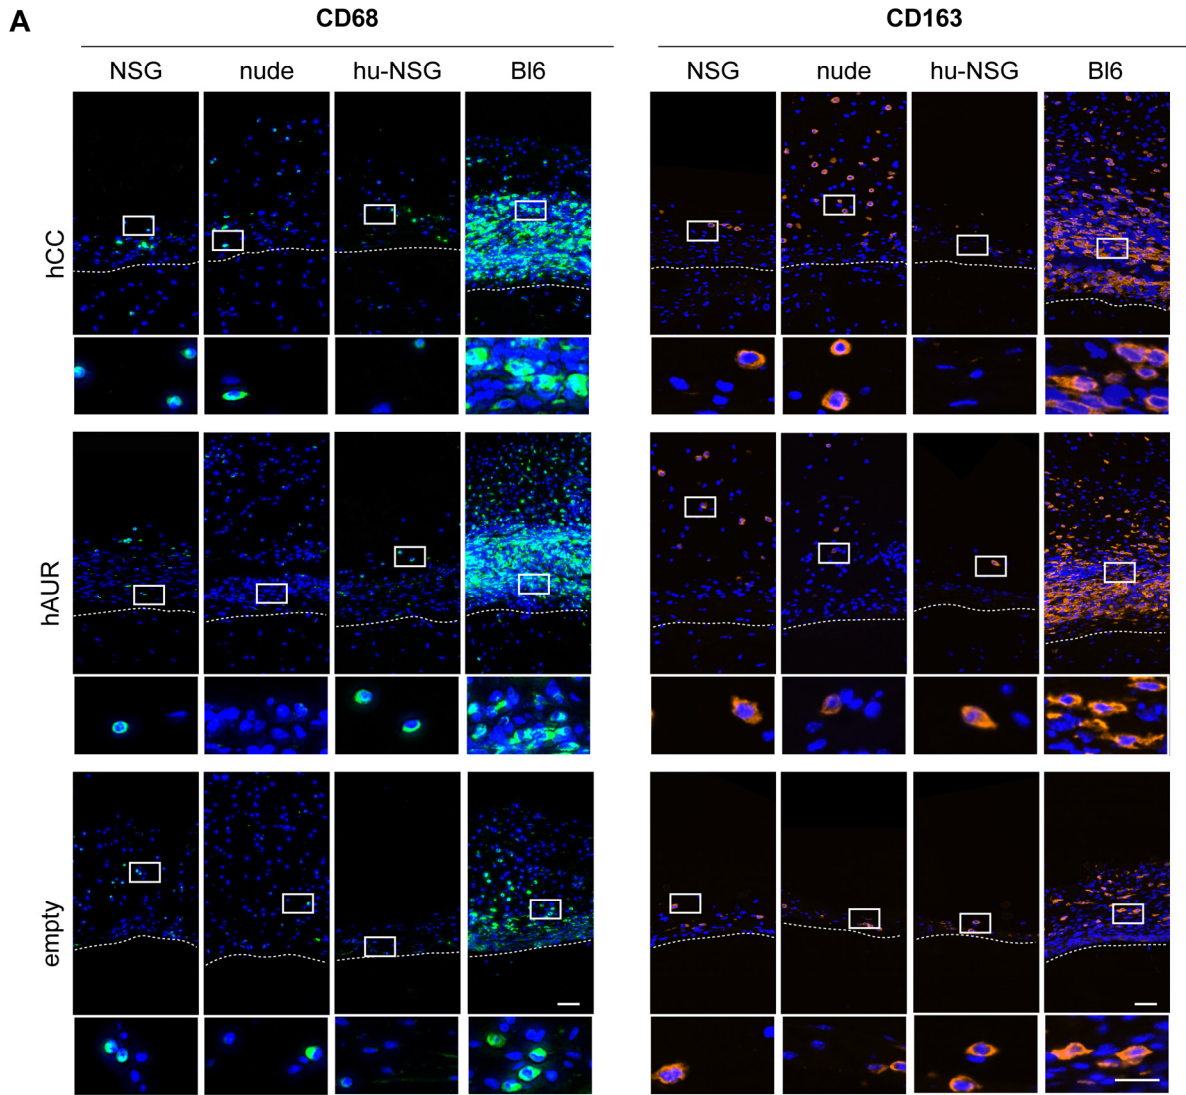 A
CD68 CD163
NSG nude hu-NSG Bl6 NSG nude hu-NSG Bl6
hCC
hAUR
empty